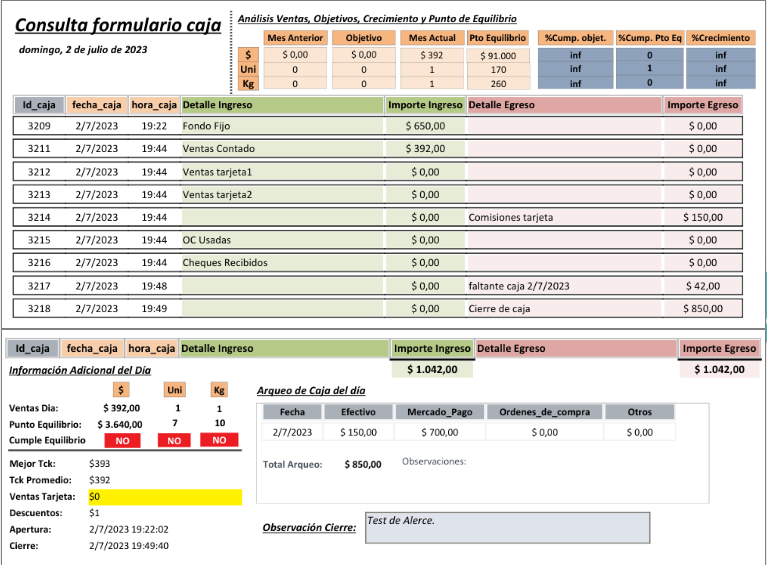 Consulta formulario caja
domingo, 2 de julio de 2023
Análisis Ventas, Objetivos, Crecimiento y Punto de Equilibrio
Mes Anterior Objetivo Mes Actual Pto Equilibrio %Cump. objet. %Cump. Pto Eq %Crecimiento
$ $ 0,00 $ 0,00 $ 392 $ 91.000 inf 0 inf
Uni 0 0 1 170 inf 1 inf
Kg 0 0 1 260 inf 0 inf
Id_caja fecha_caja hora_caja Detalle Ingreso Importe Ingreso Detalle Egreso Importe Egreso
3209 2/7/2023 19:22 Fondo Fijo $ 650,00 $ 0,00
3211 2/7/2023 19:44 Ventas Contado $ 392,00 $ 0,00
3212 2/7/2023 19:44 Ventas tarjeta1 $ 0,00 $ 0,00
3213 2/7/2023 19:44 Ventas tarjeta2 $ 0,00 $ 0,00
3214 2/7/2023 19:44 $ 0,00 Comisiones tarjeta $ 150,00
3215 2/7/2023 19:44 OC Usadas $ 0,00 $ 0,00
3216 2/7/2023 19:44 Cheques Recibidos $ 0,00 $ 0,00
3217 2/7/2023 19:48 $ 0,00 faltante caja 2/7/2023 $ 42,00
3218 2/7/2023 19:49 $ 0,00 Cierre de caja $ 850,00
Id_caja fecha_caja hora_caja Detalle Ingreso Importe Ingreso Detalle Egreso Importe Egreso
$ 1.042,00 $ 1.042,00
Información Adicional del Día
$ Uni Kg
Ventas Dia: $ 392,00 1 1
Punto Equilibrio: $ 3.640,00 7 10
Cumple Equilibrio NO NO NO
Mejor Tck: $393
Tck Promedio: $392
Ventas Tarjeta: $0
Descuentos: $1
Apertura: 2/7/2023 19:22:02
Cierre: 2/7/2023 19:49:40
Arqueo de Caja del día
Fecha Efectivo Mercado_Pago Ordenes_de_compra Otros
2/7/2023 $ 150,00 $ 700,00 $ 0,00 $ 0,00
Total Arqueo: $ 850,00 Observaciones:
Observación Cierre: Test de Alerce.